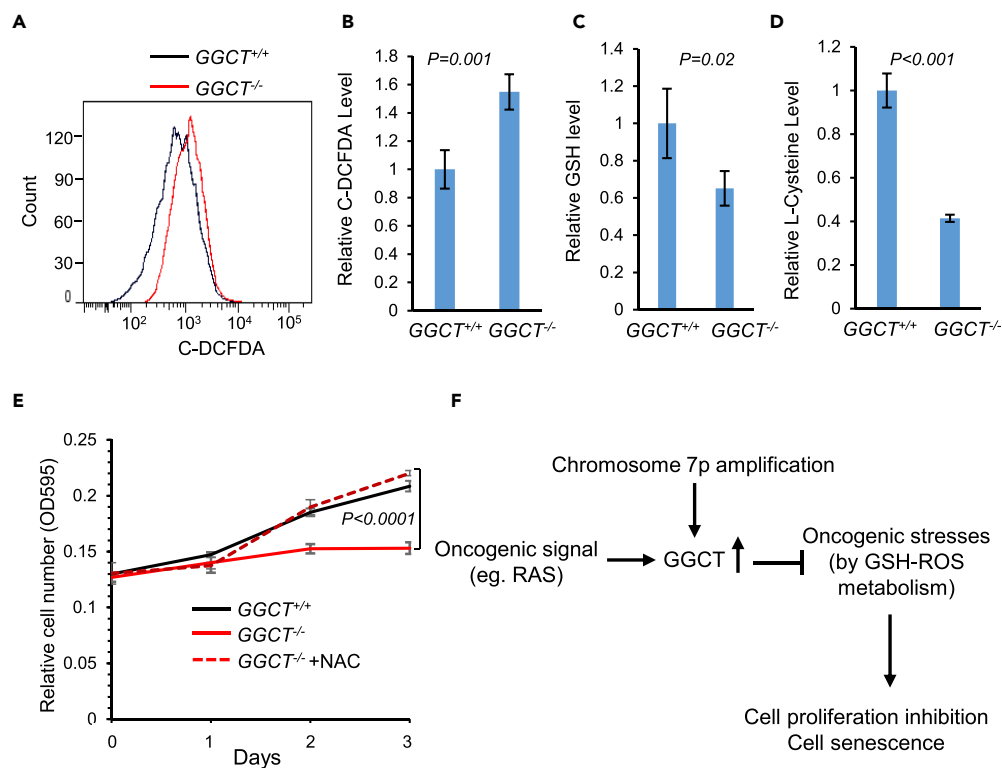 A
GGCT+/+
GGCT-/-
Count
120
90
60
30
0
10²
10³
10⁴
10⁵
C-DCFDA
B
P=0.001
Relative C-DCFDA Level
1.8
1.6
1.4
1.2
1
0.8
0.6
0.4
0.2
0
GGCT+/+ GGCT-/-
C
P=0.02
Relative GSH level
1.4
1.2
1
0.8
0.6
0.4
0.2
0
GGCT+/+ GGCT-/-
D
P<0.001
Relative L-Cysteine Level
1.2
1
0.8
0.6
0.4
0.2
0
GGCT+/+ GGCT-/-
E
Relative cell number (OD595)
0.25
0.2
0.15
0.1
0.05
0
P<0.0001
GGCT+/+
GGCT-/-
GGCT-/- +NAC
0 1 2 3
Days
F
Chromosome 7p amplification
Oncogenic signal
(eg. RAS)
GGCT
Oncogenic stresses
(by GSH-ROS
metabolism)
Cell proliferation inhibition
Cell senescence